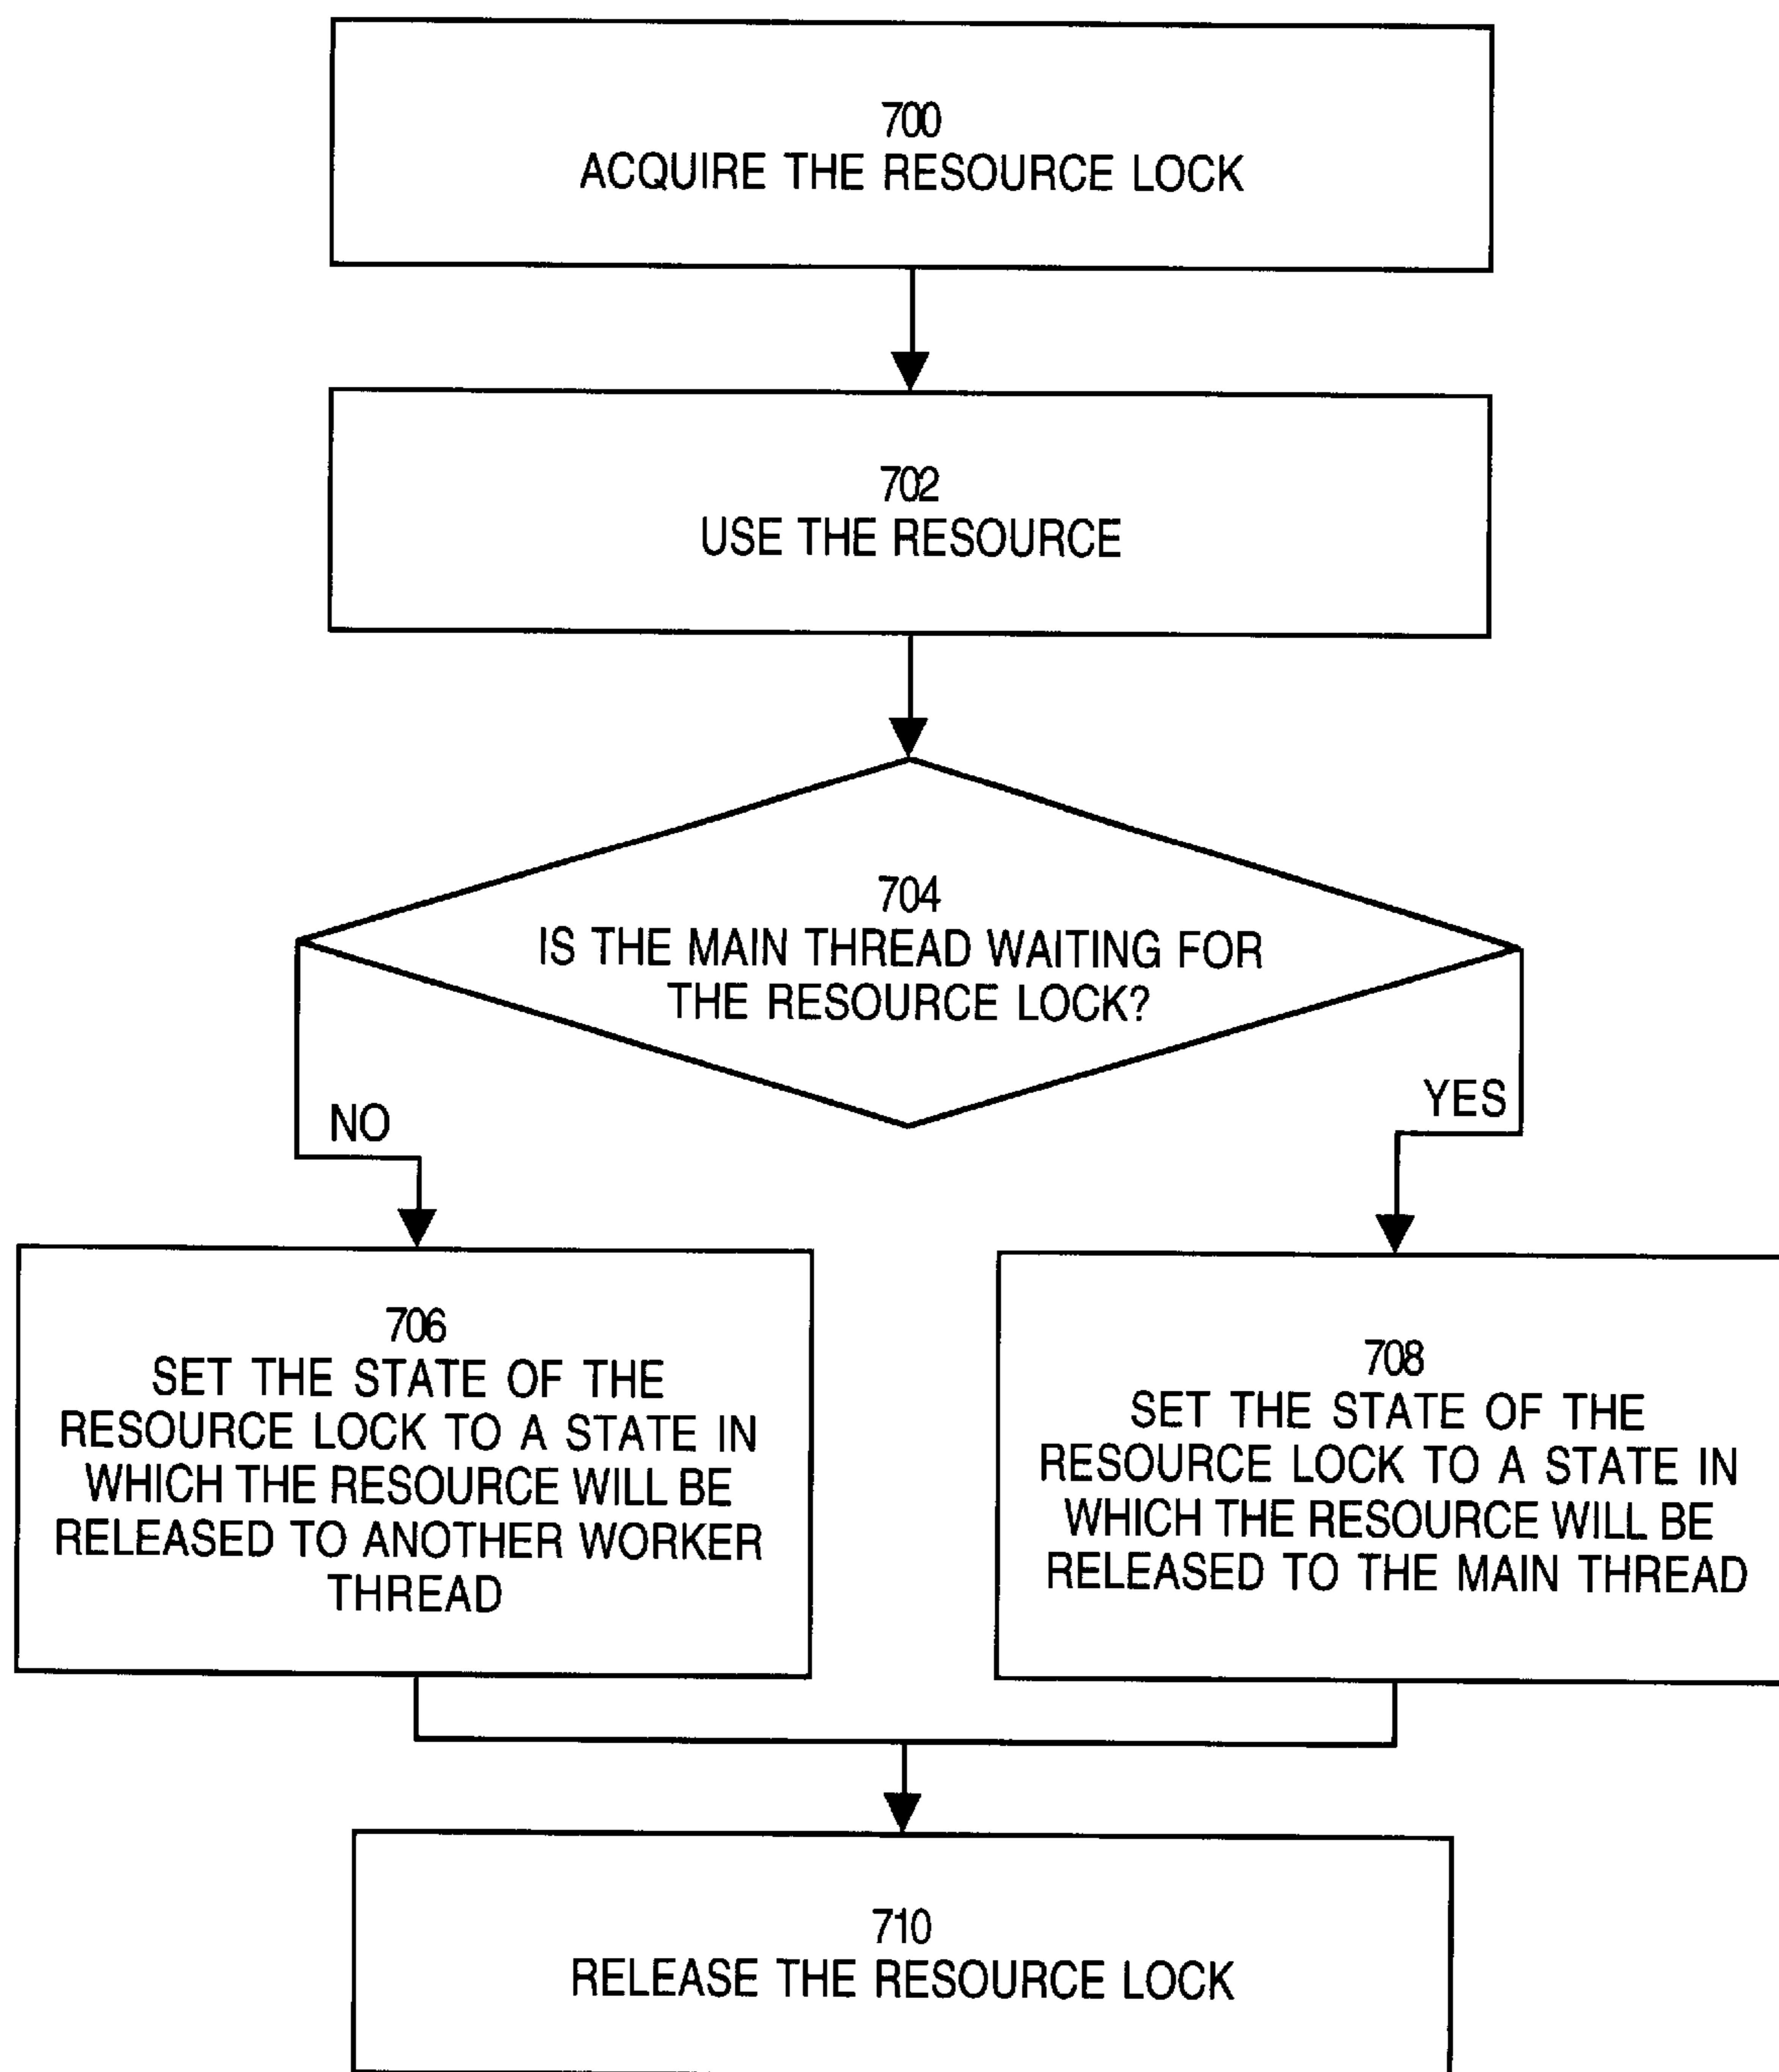 700
ACQUIRE THE RESOURCE LOCK
702
USE THE RESOURCE
704
IS THE MAIN THREAD WAITING FOR
THE RESOURCE LOCK?
NO
YES
706
SET THE STATE OF THE
RESOURCE LOCK TO A STATE IN
WHICH THE RESOURCE WILL BE
RELEASED TO ANOTHER WORKER
THREAD
708
SET THE STATE OF THE
RESOURCE LOCK TO A STATE IN
WHICH THE RESOURCE WILL BE
RELEASED TO THE MAIN THREAD
710
RELEASE THE RESOURCE LOCK